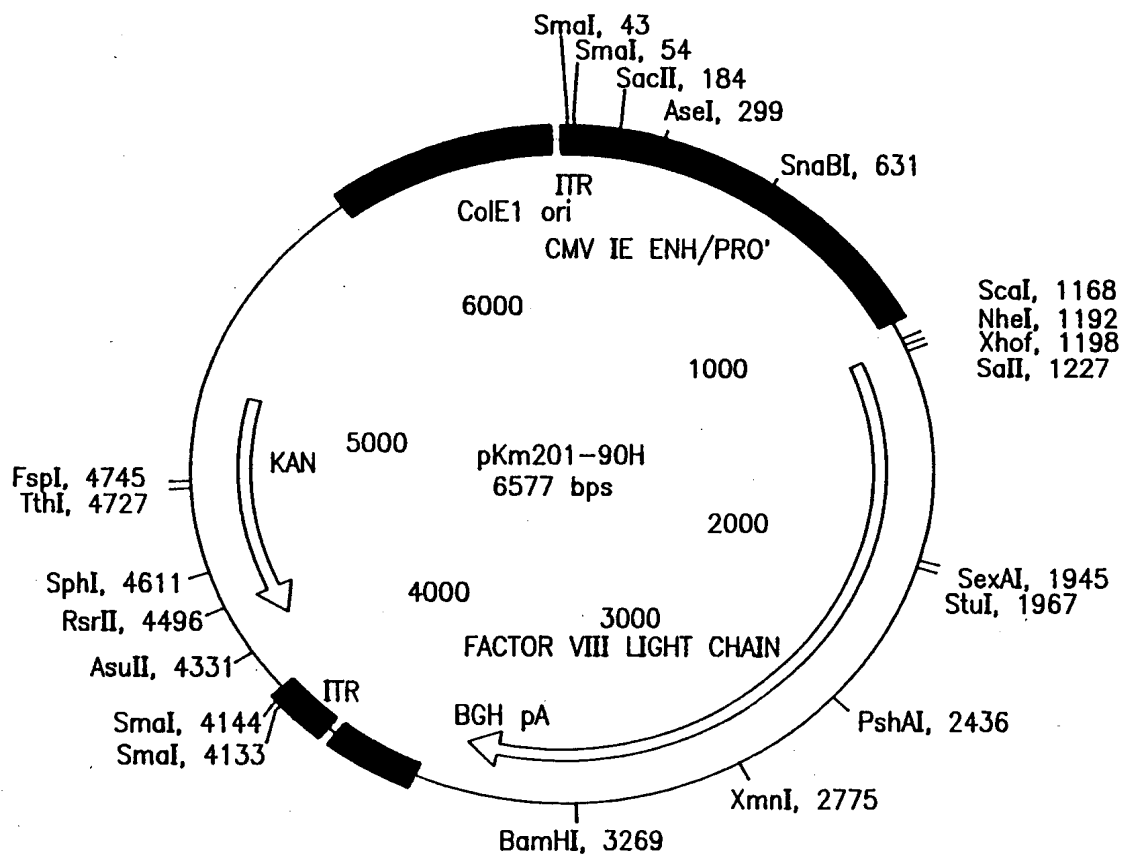 SmaI, 43
SmaI, 54
SacII, 184
AseI, 299
SnaBI, 631
ITR
ColE1 ori
CMV IE ENH/PRO'
6000
ScaI, 1168
NheI, 1192
Xhof, 1198
SaII, 1227
1000
5000
KAN
pKm201-90H
6577 bps
FspI, 4745
TthI, 4727
2000
SphI, 4611
RsrII, 4496
4000
3000
SexAI, 1945
StuI, 1967
FACTOR VIII LIGHT CHAIN
AsuII, 4331
ITR
BGH pA
SmaI, 4144
SmaI, 4133
PshAI, 2436
XmnI, 2775
BamHI, 3269